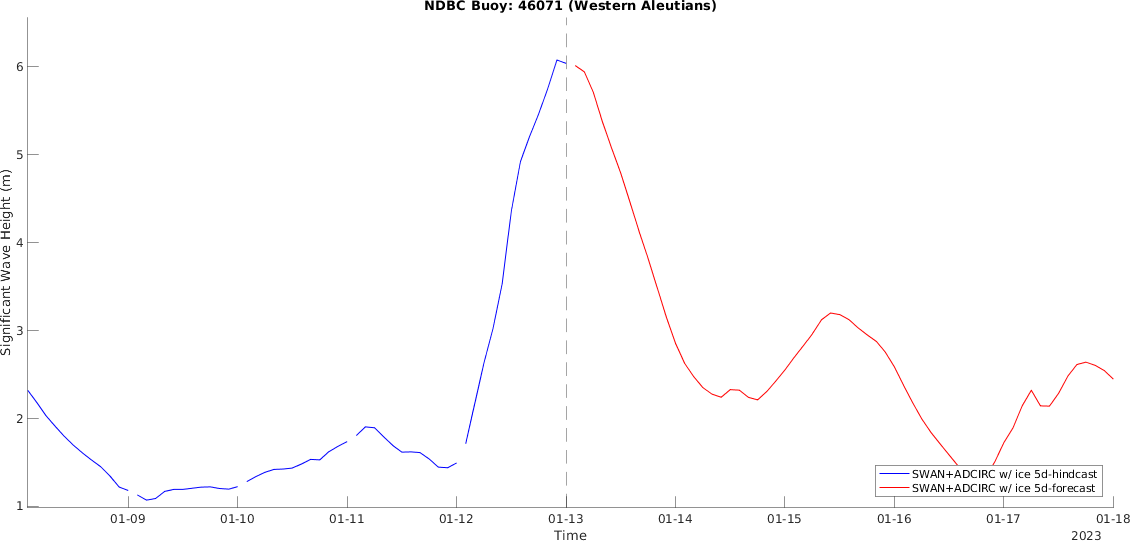 NDBC Buoy: 46071 (Western Aleutians)
Significant Wave Height (m)
6
5
4
3
2
1
SWAN+ADCIRC w/ ice 5d-hindcast
SWAN+ADCIRC w/ ice 5d-forecast
01-09 01-10 01-11 01-12 01-13 01-14 01-15 01-16 01-17 01-18
Time
2023